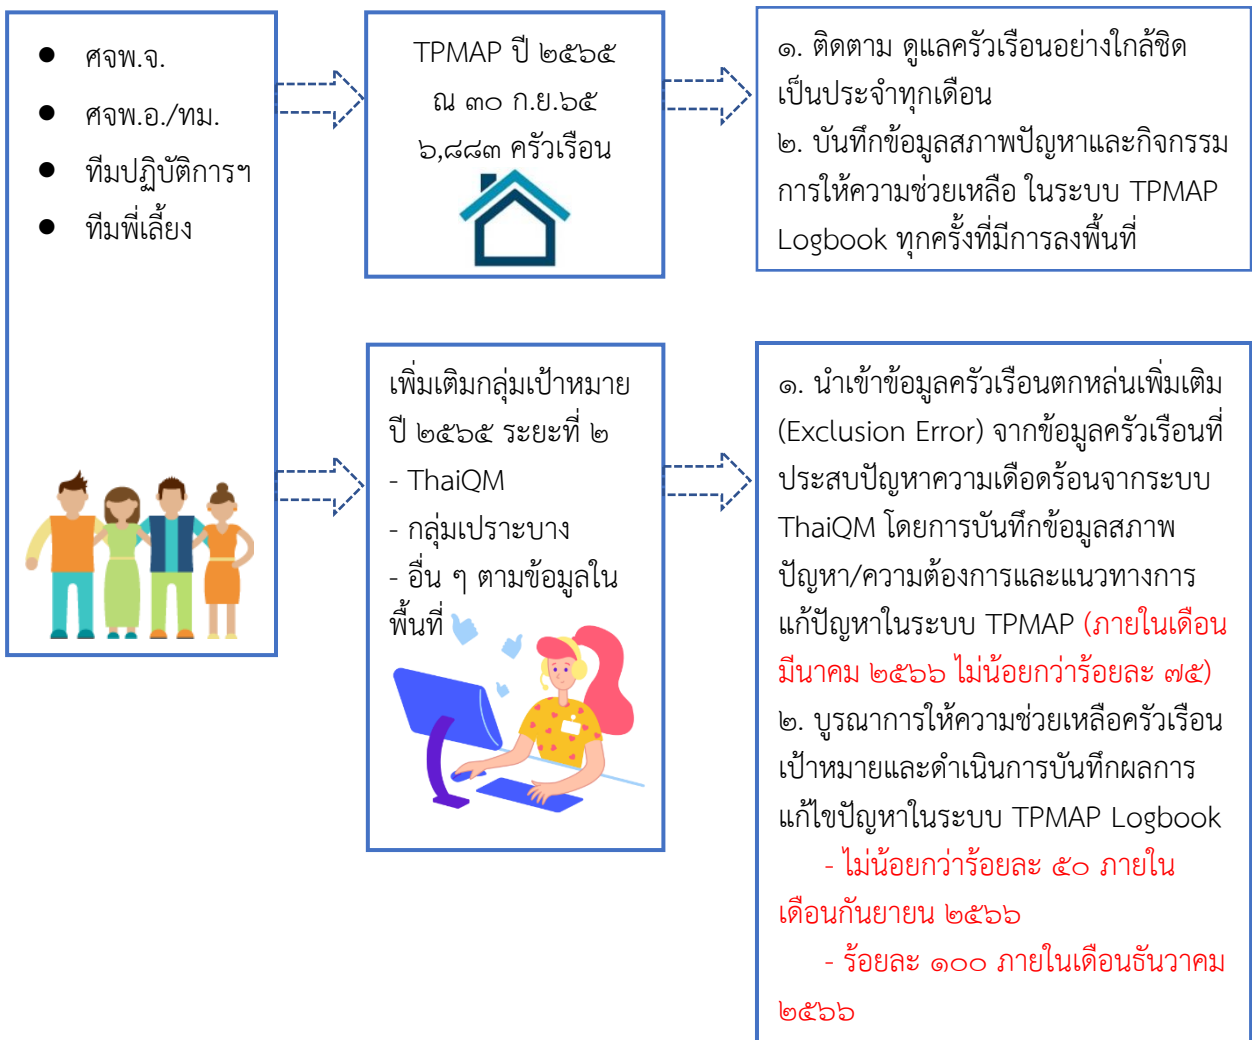 ● ศจพ.จ.
● ศจพ.อ./ทม.
● ทีมปฏิบัติการฯ
● ทีมพี่เลี้ยง
TPMAP ปี ๒๕๖๕
ณ ๓๐ ก.ย.๖๕
๖,๘๘๓ ครัวเรือน
๑. ติดตาม ดูแลครัวเรือนอย่างใกล้ชิด
เป็นประจำทุกเดือน
๒. บันทึกข้อมูลสภาพปัญหาและกิจกรรม
การให้ความช่วยเหลือ ในระบบ TPMAP
Logbook ทุกครั้งที่มีการลงพื้นที่
เพิ่มเติมกลุ่มเป้าหมาย
ปี ๒๕๖๕ ระยะที่ ๒
- ThaiQM
- กลุ่มเปราะบาง
- อื่น ๆ ตามข้อมูลใน
พื้นที่
๑. นำเข้าข้อมูลครัวเรือนตกหล่นเพิ่มเติม
(Exclusion Error) จากข้อมูลครัวเรือนที่
ประสบปัญหาความเดือดร้อนจากระบบ
ThaiQM โดยการบันทึกข้อมูลสภาพ
ปัญหา/ความต้องการและแนวทางการ
แก้ปัญหาในระบบ TPMAP (ภายในเดือน
มีนาคม ๒๕๖๖ ไม่น้อยกว่าร้อยละ ๗๕)
๒. บูรณาการให้ความช่วยเหลือครัวเรือน
เป้าหมายและดำเนินการบันทึกผลการ
แก้ไขปัญหาในระบบ TPMAP Logbook
- ไม่น้อยกว่าร้อยละ ๕๐ ภายใน
เดือนกันยายน ๒๕๖๖
- ร้อยละ ๑๐๐ ภายในเดือนธันวาคม
๒๕๖๖